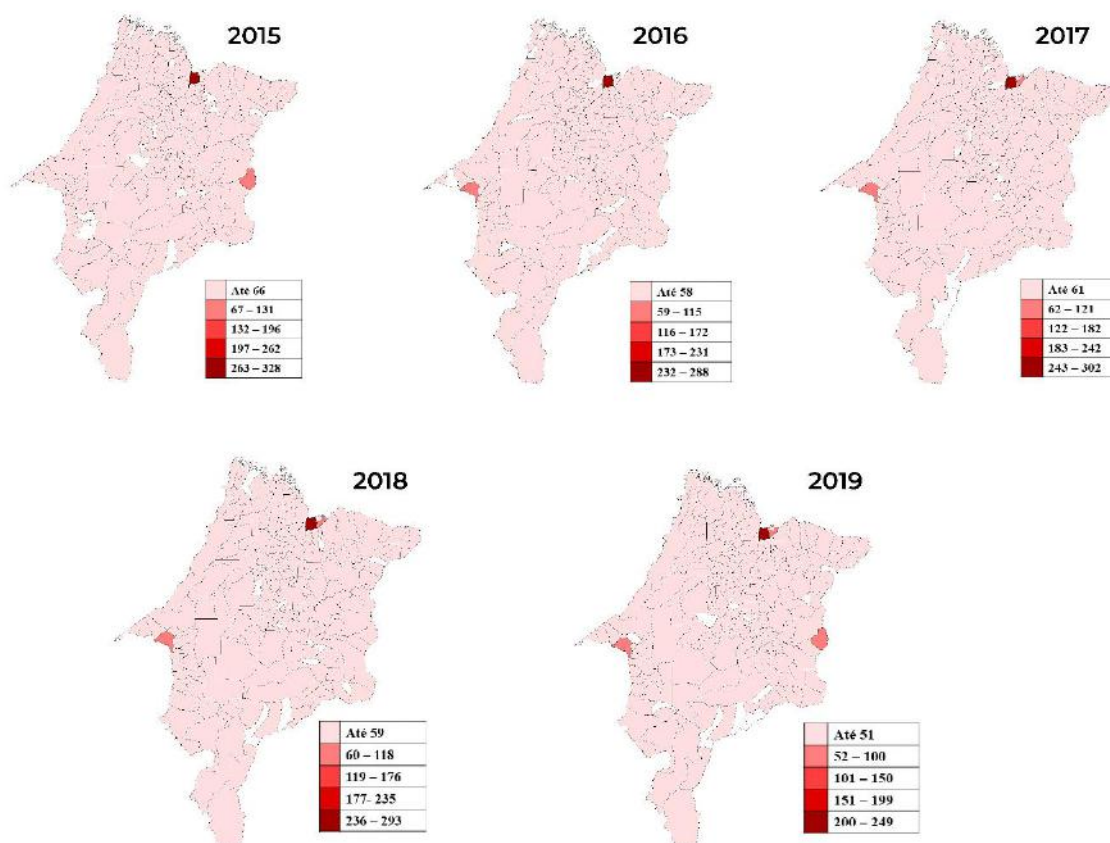 2015
2016
2017
Até 66
67 – 131
132 – 196
197 – 262
263 – 328
Até 58
59 – 115
116 – 172
173 – 231
232 – 288
Até 61
62 – 121
122 – 182
183 – 242
243 – 302
2018
2019
Até 59
60 – 118
119 – 176
177- 235
236 – 293
Até 51
52 – 100
101 – 150
151 – 199
200 – 249